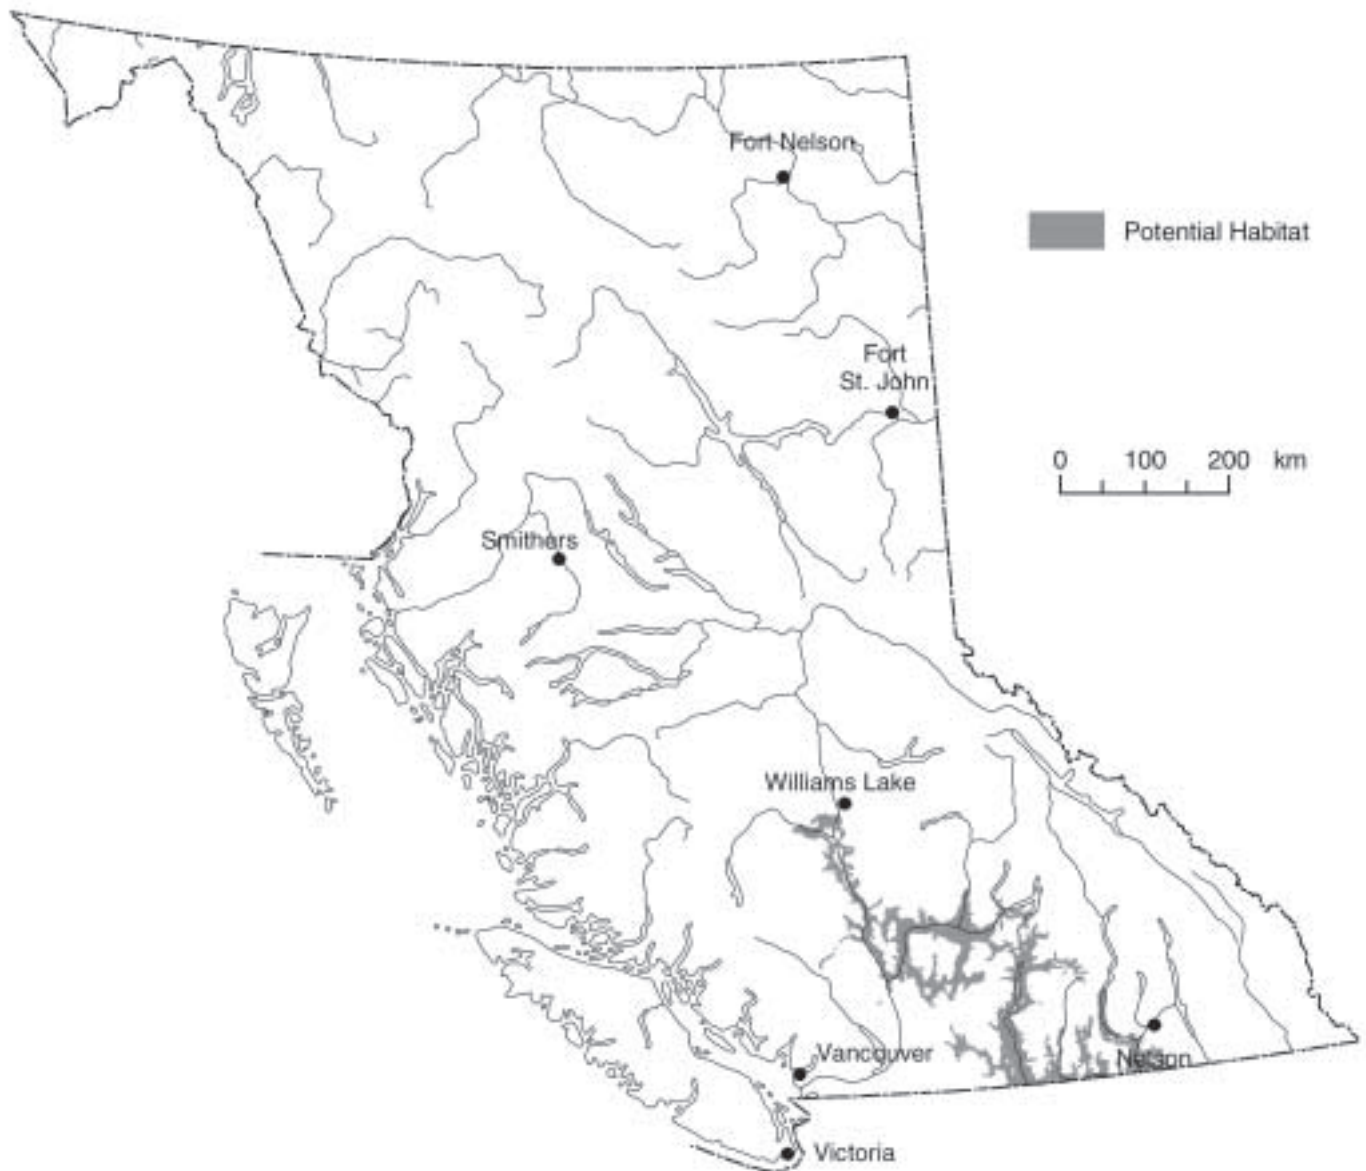 Fort Nelson
Potential Habitat
Fort
St. John
0 100 200 km
Smithers
Williams Lake
Vancouver
Nelson
Victoria